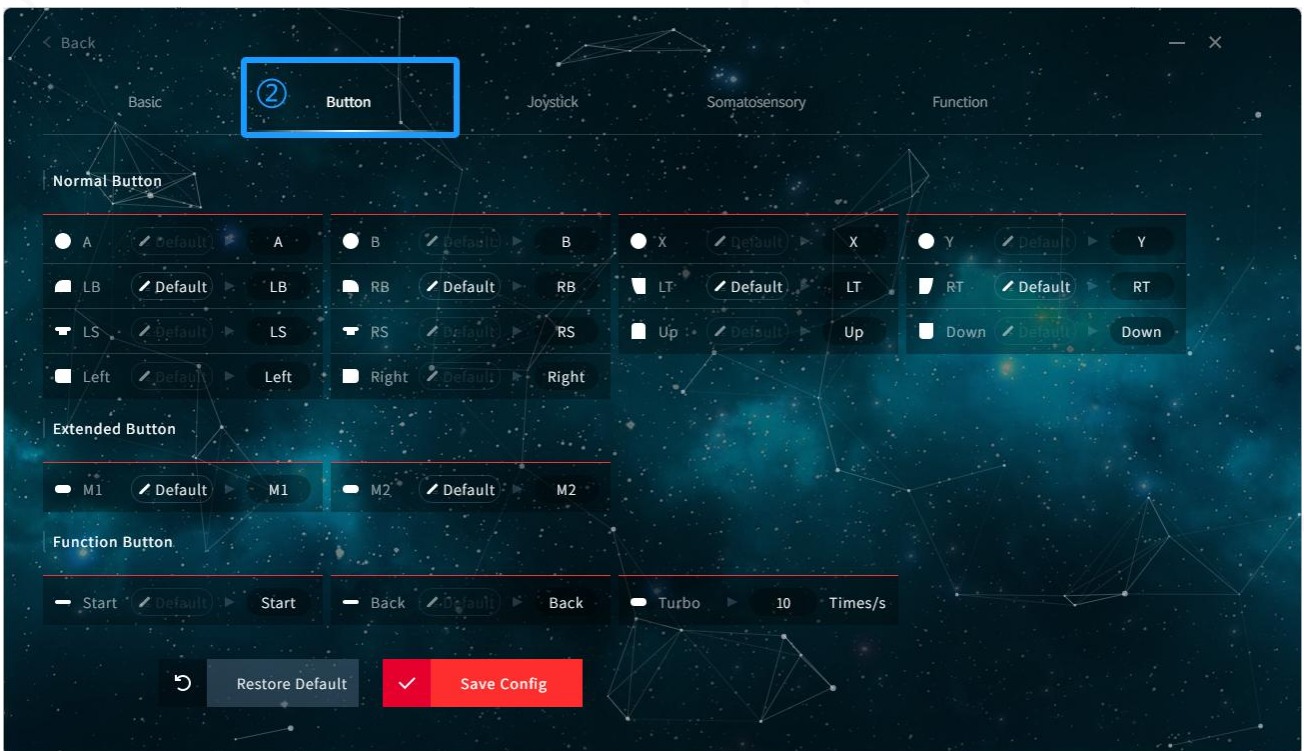 Back
② Button
Basic Joystick Somatosensory Function
Normal Button
A Default A B Default B X Default X Y Default Y
LB Default LB RB Default RB LT Default LT RT Default RT
LS Default LS RS Default RS Up Default Up Down Default Down
Left Default Left Right Default Right
Extended Button
M1 Default M1 M2 Default M2
Function Button
Start Default Start Back Default Back Turbo 10 Times/s
Restore Default Save Config